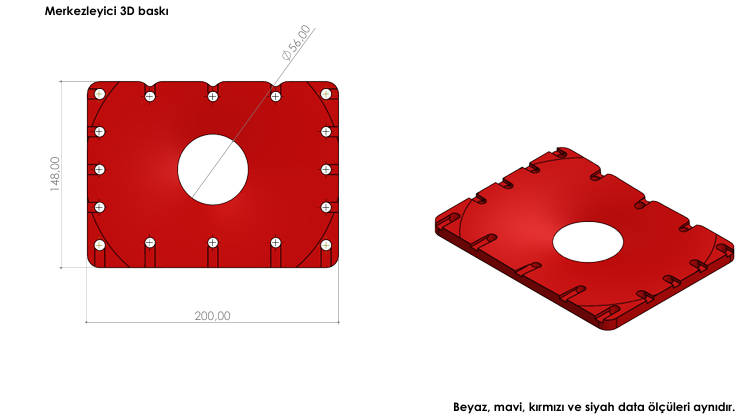 Merkezleyici 3D baskı
Ø56,00
148,00
200,00
Beyaz, mavi, kırmızı ve siyah data ölçüleri aynıdır.